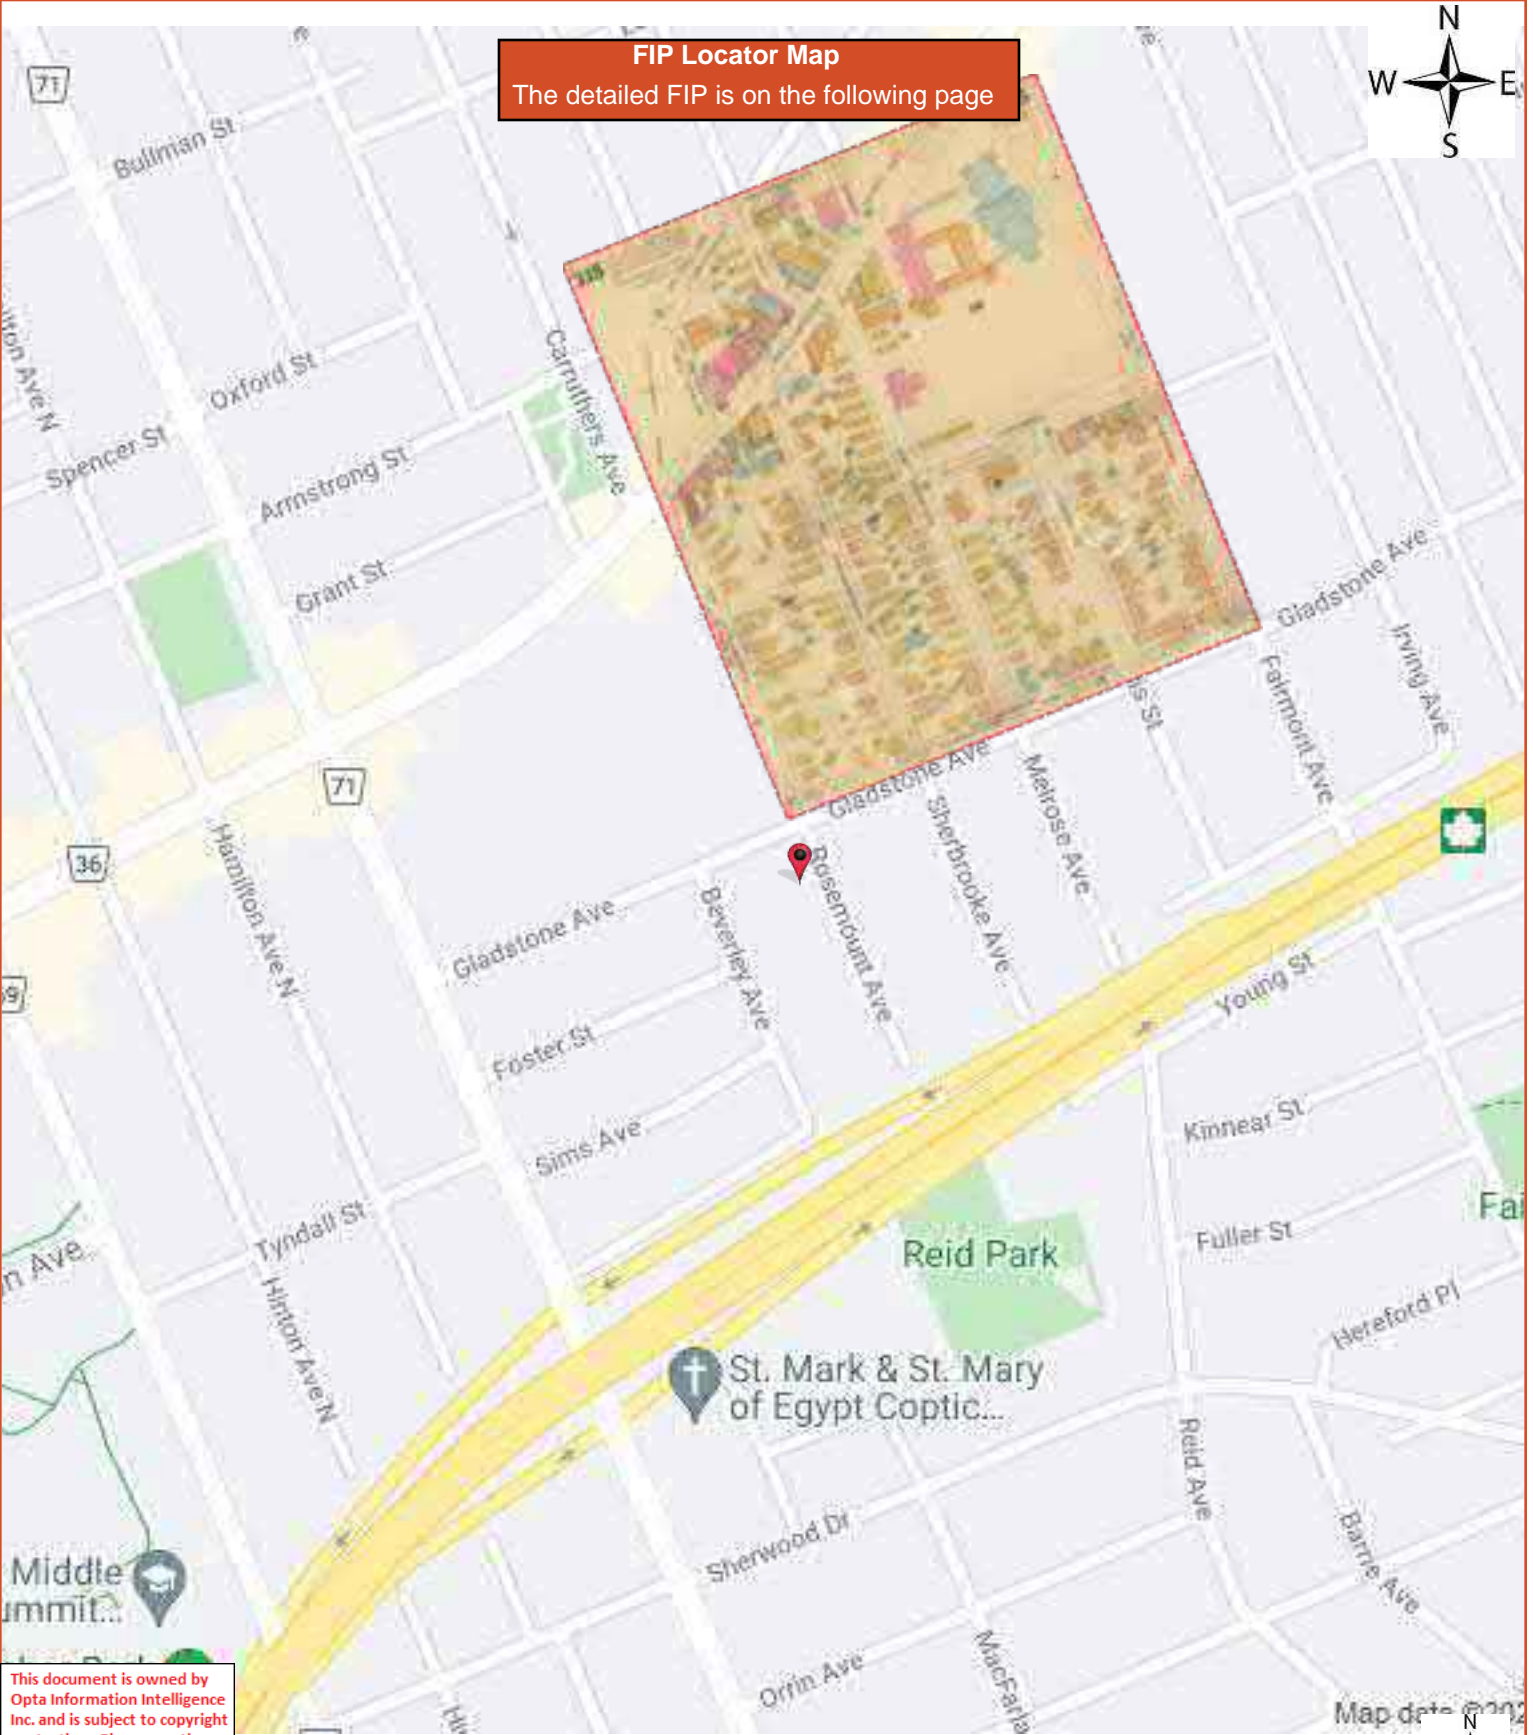 FIP Locator Map
The detailed FIP is on the following page
N
W
E
S
71
Bullman St
Carruthers Ave
Oxford St
Spencer St
Armstrong St
Grant St
Gladstone Ave
Irving Ave
Fairmont Ave
71
36
Hamilton Ave N
Gladstone Ave
Melrose Ave
Sherbrooke Ave
Rosemount Ave
Beverley Ave
Gladstone Ave
Foster St
Sims Ave
Young St
Kinnear St
Fuller St
Hereford Pl
Tyndall St
Hinton Ave N
Reid Park
St. Mark & St. Mary
of Egypt Coptic...
Reid Ave
Barrie Ave
Sherwood Dr
Middle
Orrin Ave
This document is owned by
Opta Information Intelligence
Inc. and is subject to copyright
Map data
N